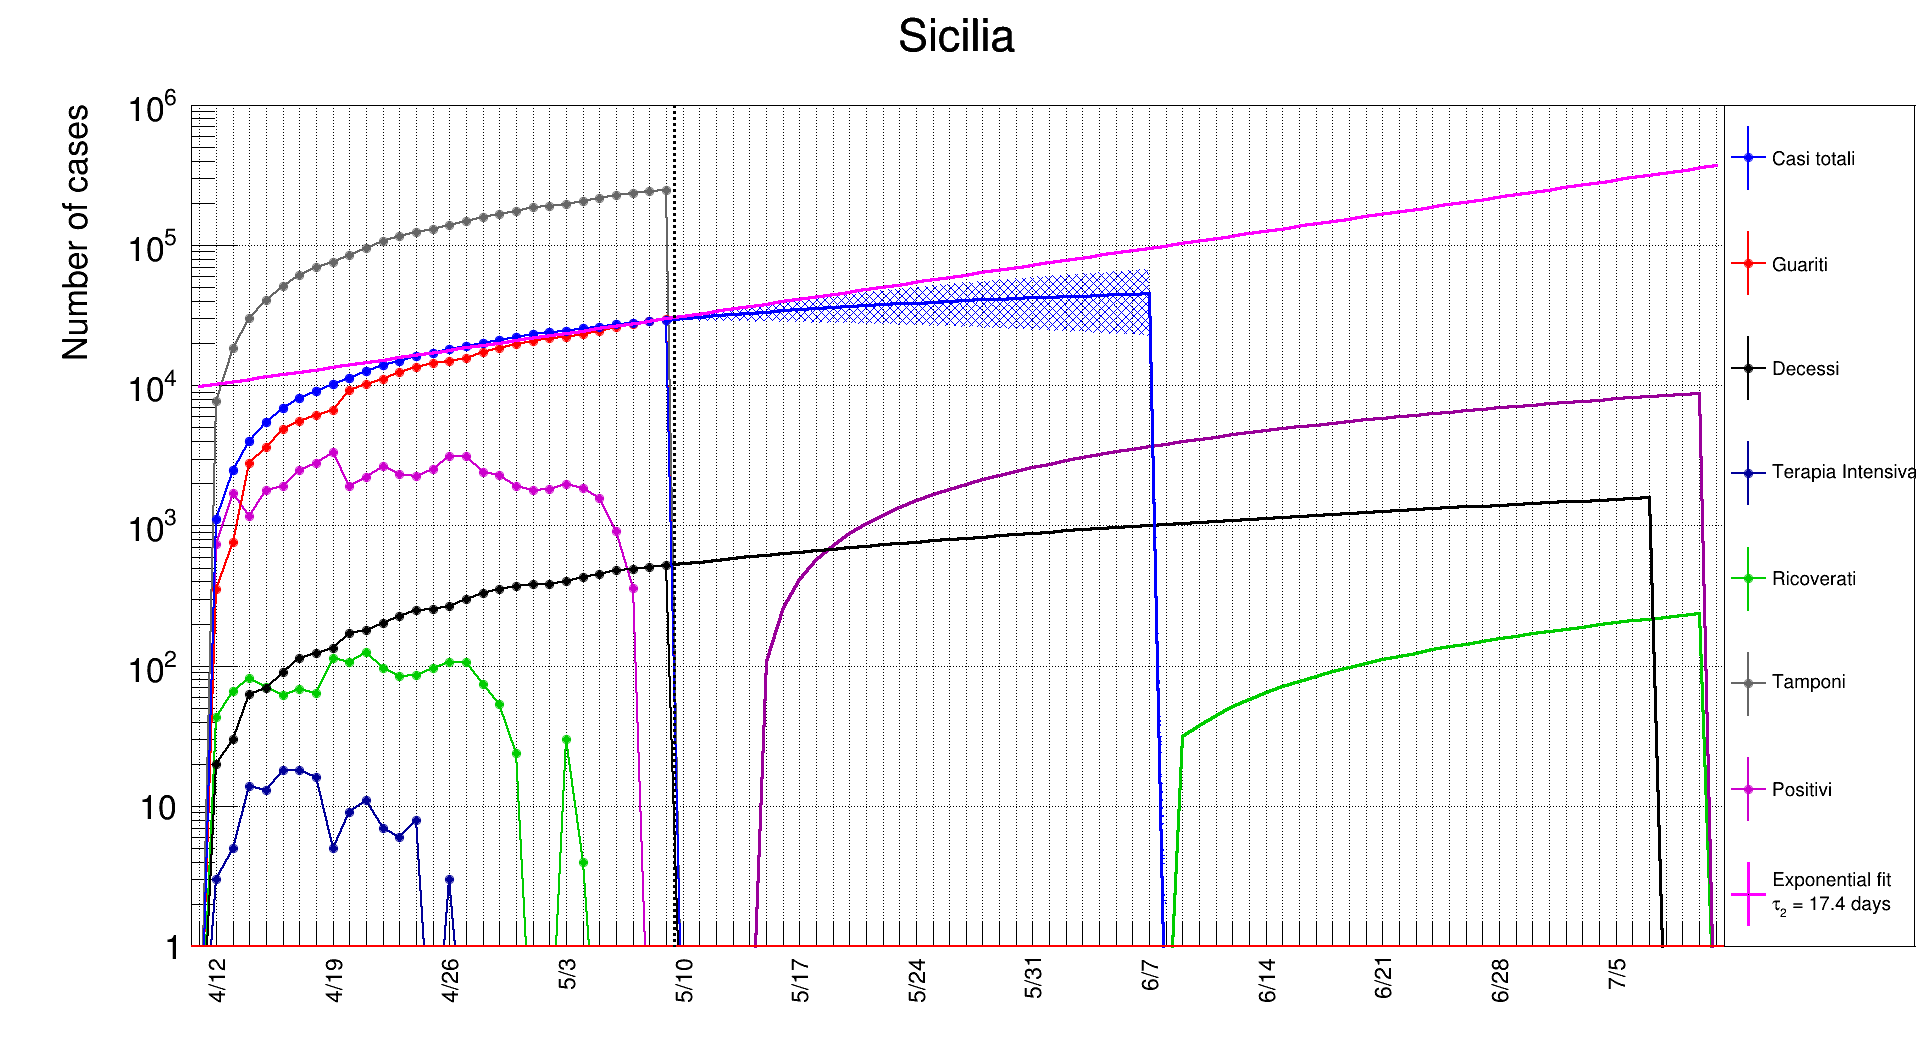 Sicilia
Number of cases
10^6
10^5
10^4
10^3
10^2
10
1
4/12
4/19
4/26
5/3
5/10
5/17
5/24
5/31
6/7
6/14
6/21
6/28
7/5
Casi totali
Guariti
Decessi
Terapia Intensiva
Ricoverati
Tamponi
Positivi
Exponential fit
τ₂ = 17.4 days